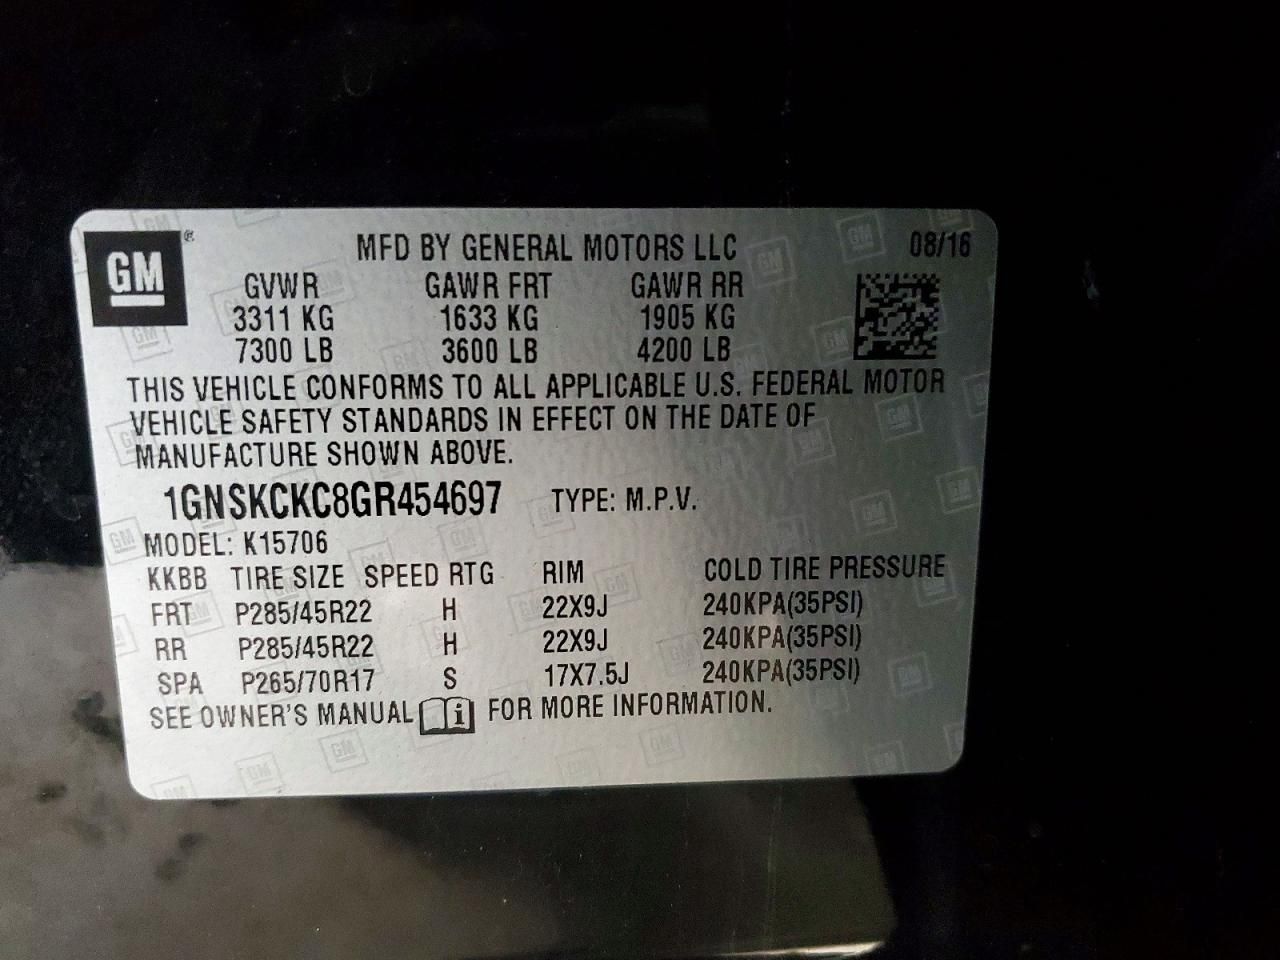 GM ®
MFD BY GENERAL MOTORS LLC 08/16
GVWR GAWR FRT GAWR RR
3311 KG 1633 KG 1905 KG
7300 LB 3600 LB 4200 LB
THIS VEHICLE CONFORMS TO ALL APPLICABLE U.S. FEDERAL MOTOR
VEHICLE SAFETY STANDARDS IN EFFECT ON THE DATE OF
MANUFACTURE SHOWN ABOVE.
1GNSKCKC8GR454697 TYPE: M.P.V.
MODEL: K15706
KKBB TIRE SIZE SPEED RTG RIM COLD TIRE PRESSURE
FRT P285/45R22 H 22X9J 240KPA(35PSI)
RR P285/45R22 H 22X9J 240KPA(35PSI)
SPA P265/70R17 S 17X7.5J 240KPA(35PSI)
SEE OWNER'S MANUAL i FOR MORE INFORMATION.